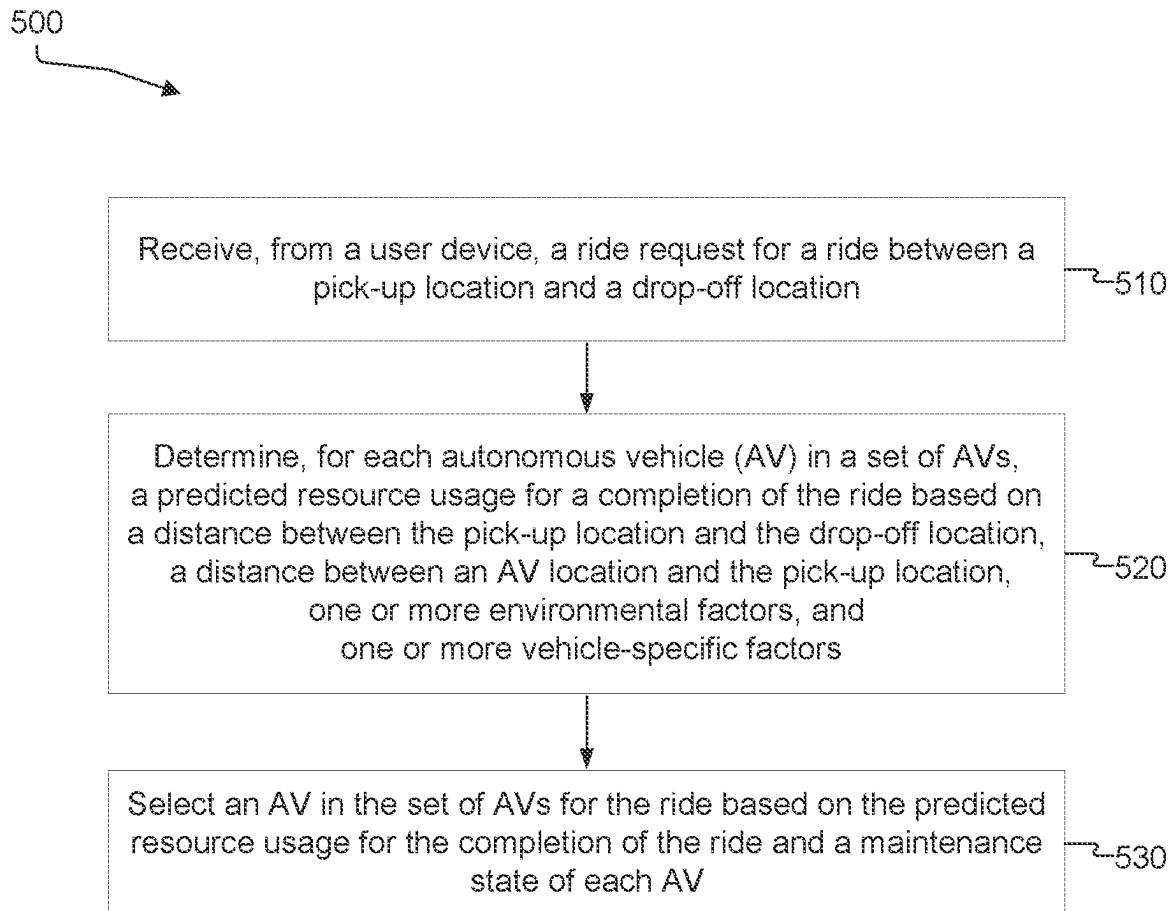 500
Receive, from a user device, a ride request for a ride between a
pick-up location and a drop-off location
510
Determine, for each autonomous vehicle (AV) in a set of AVs,
a predicted resource usage for a completion of the ride based on
a distance between the pick-up location and the drop-off location,
a distance between an AV location and the pick-up location,
one or more environmental factors, and
one or more vehicle-specific factors
520
Select an AV in the set of AVs for the ride based on the predicted
resource usage for the completion of the ride and a maintenance
state of each AV
530